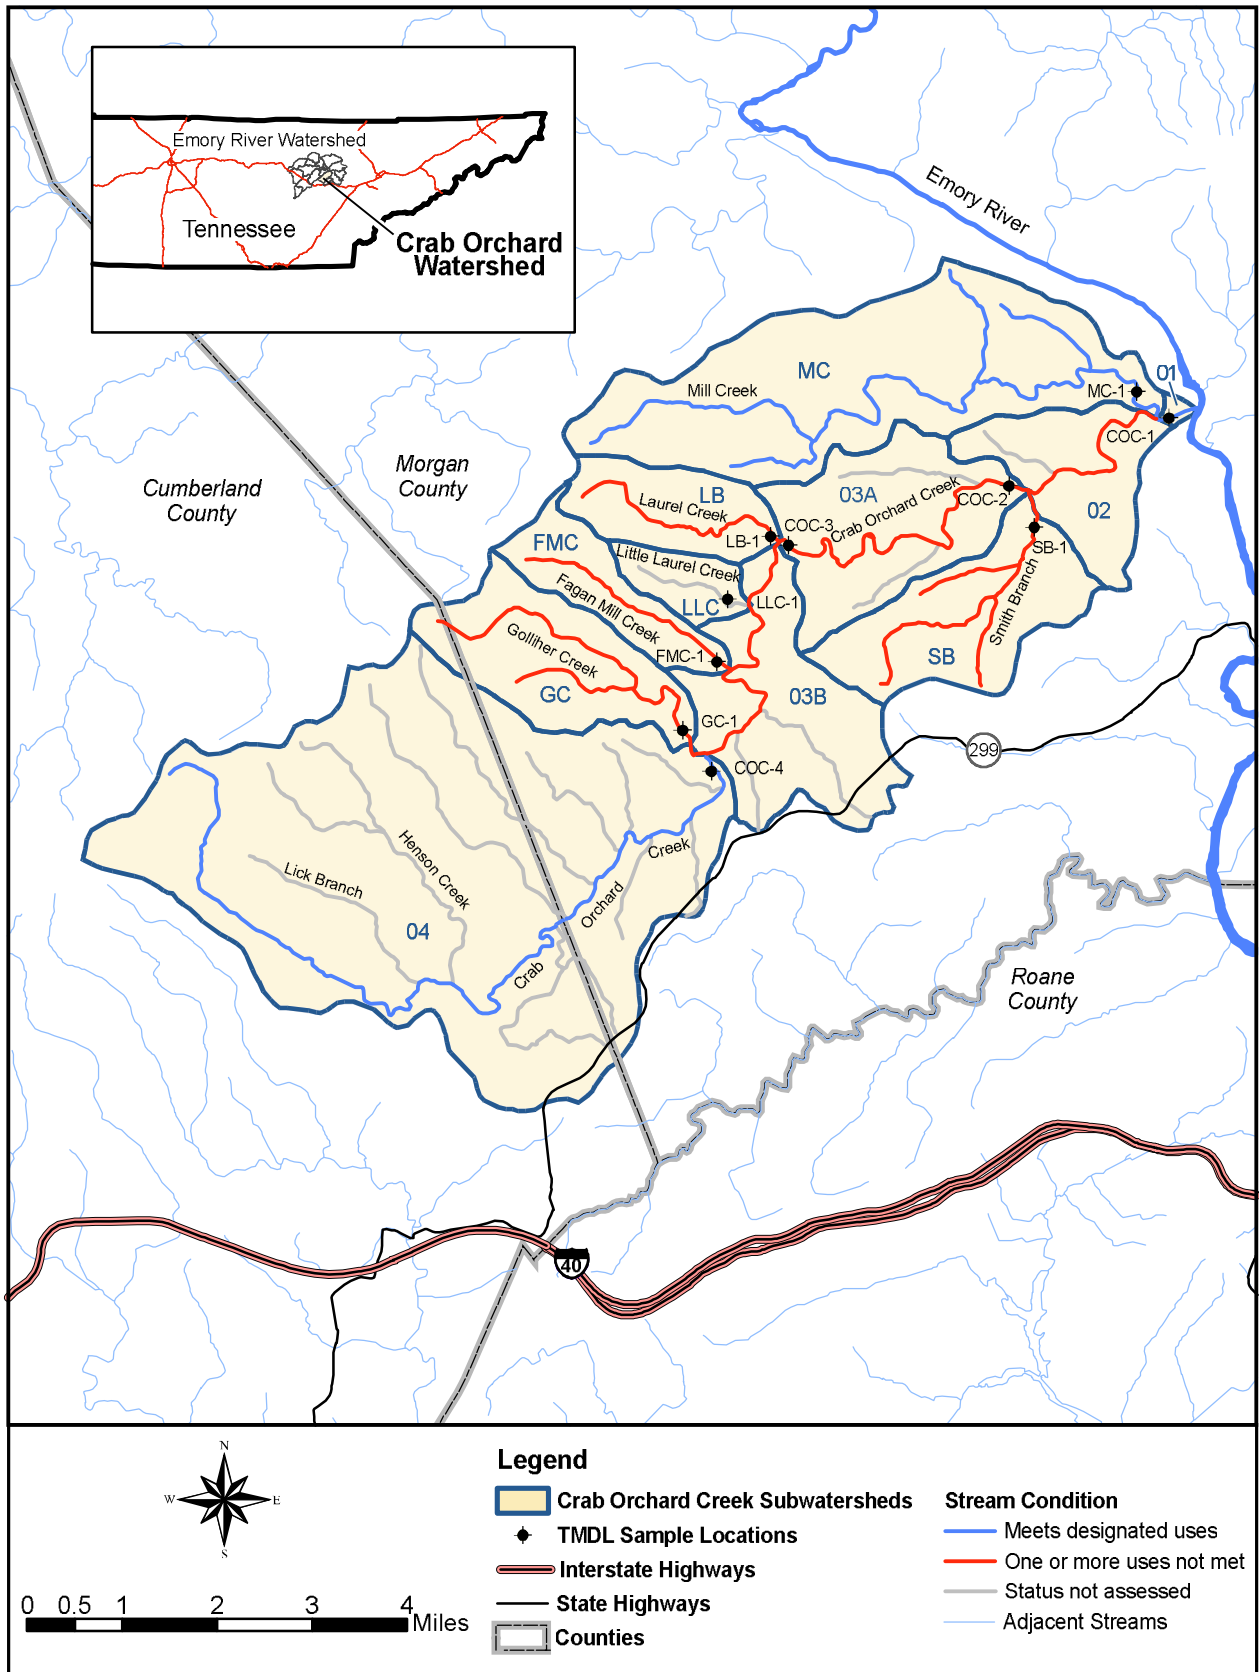 Emory River Watershed
Tennessee
Crab Orchard
Watershed
Emory River
MC
01
Mill Creek
MC-1
COC-1
Morgan
County
Cumberland
County
LB
03A
Laurel Creek
COC-2
02
Crab Orchard Creek
COC-3
LB-1
FMC
SB-1
Little Laurel Creek
Fagan Mill Creek
LLC
LLC-1
Smith Branch
Golliher Creek
FMC-1
SB
GC
03B
GC-1
299
COC-4
Henson Creek
Creek
Lick Branch
Orchard
04
Crab
Roane
County
40
Legend
N
W
E
S
Crab Orchard Creek Subwatersheds
TMDL Sample Locations
Interstate Highways
State Highways
Counties
Stream Condition
Meets designated uses
One or more uses not met
Status not assessed
Adjacent Streams
0 0.5 1 2 3 4
Miles